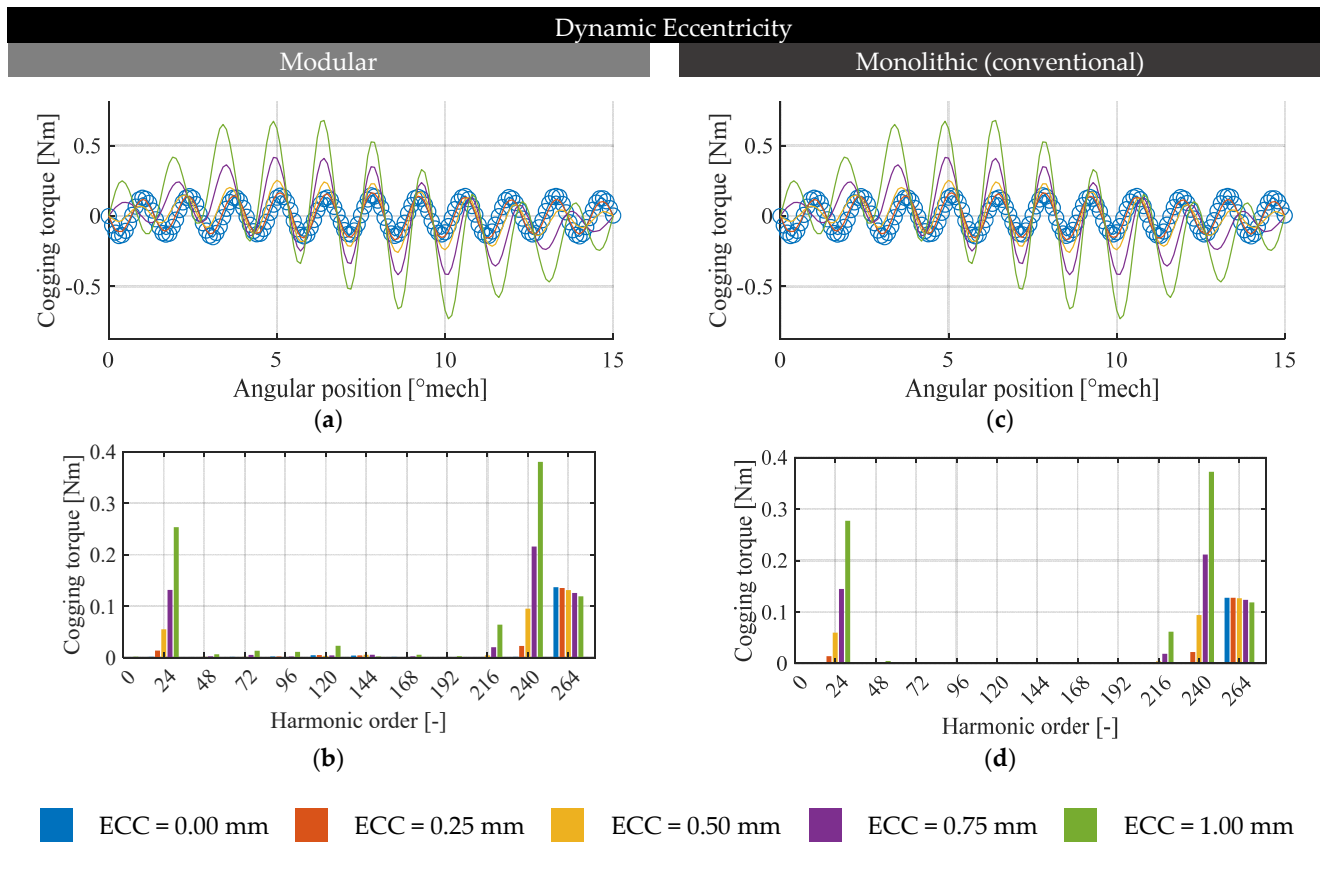 Dynamic Eccentricity
Modular
Monolithic (conventional)
Cogging torque [Nm]
0.5
0
-0.5
0 5 10 15
Angular position [°mech]
(a)
Cogging torque [Nm]
0.5
0
-0.5
0 5 10 15
Angular position [°mech]
(c)
Cogging torque [Nm]
0.4
0.3
0.2
0.1
0
0 24 48 72 96 120 144 168 192 216 240 264
Harmonic order [-]
(b)
Cogging torque [Nm]
0.4
0.3
0.2
0.1
0
0 24 48 72 96 120 144 168 192 216 240 264
Harmonic order [-]
(d)
ECC = 0.00 mm ECC = 0.25 mm ECC = 0.50 mm ECC = 0.75 mm ECC = 1.00 mm